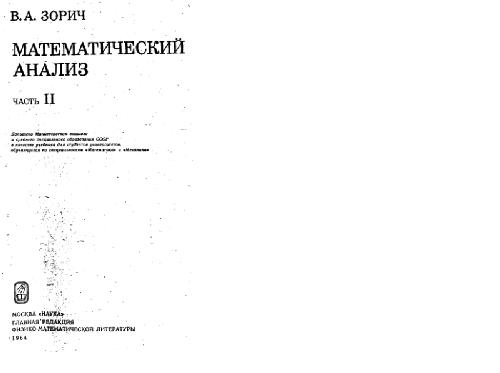 В. А. ЗОРИЧ
МАТЕМАТИЧЕСКИЙ
АНАЛИЗ
ЧАСТЬ II
Допущено Министерством высшего
и среднего специального образования СССР
в качестве учебника для студентов университетов,
обучающихся по специальностям «Математика» и «Механика»
МОСКВА «НАУКА»
ГЛАВНАЯ РЕДАКЦИЯ
ФИЗИКО-МАТЕМАТИЧЕСКОЙ ЛИТЕРАТУРЫ
1984